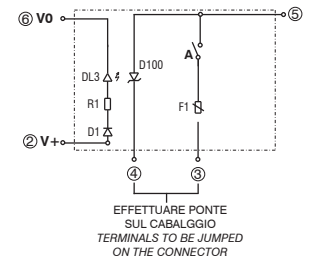 ⑥ V0
⑤
DL3
D100
A
R1
F1
D1
② V+
④
③
EFFETTUARE PONTE
SUL CABALGGIO
TERMINALS TO BE JUMPED
ON THE CONNECTOR